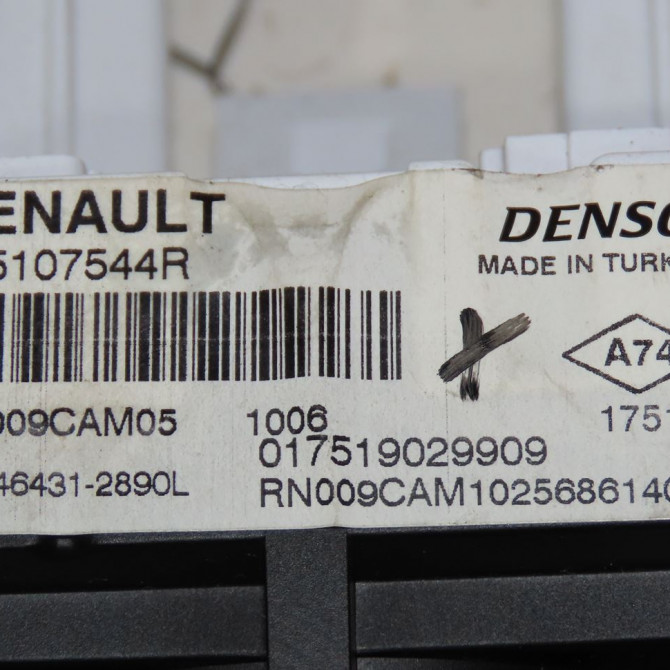 ENAULT
5107544R
DENSO
MADE IN TURK
A74
009CAM05
1006
1751
017519029909
46431-2890L
RN009CAM102568614